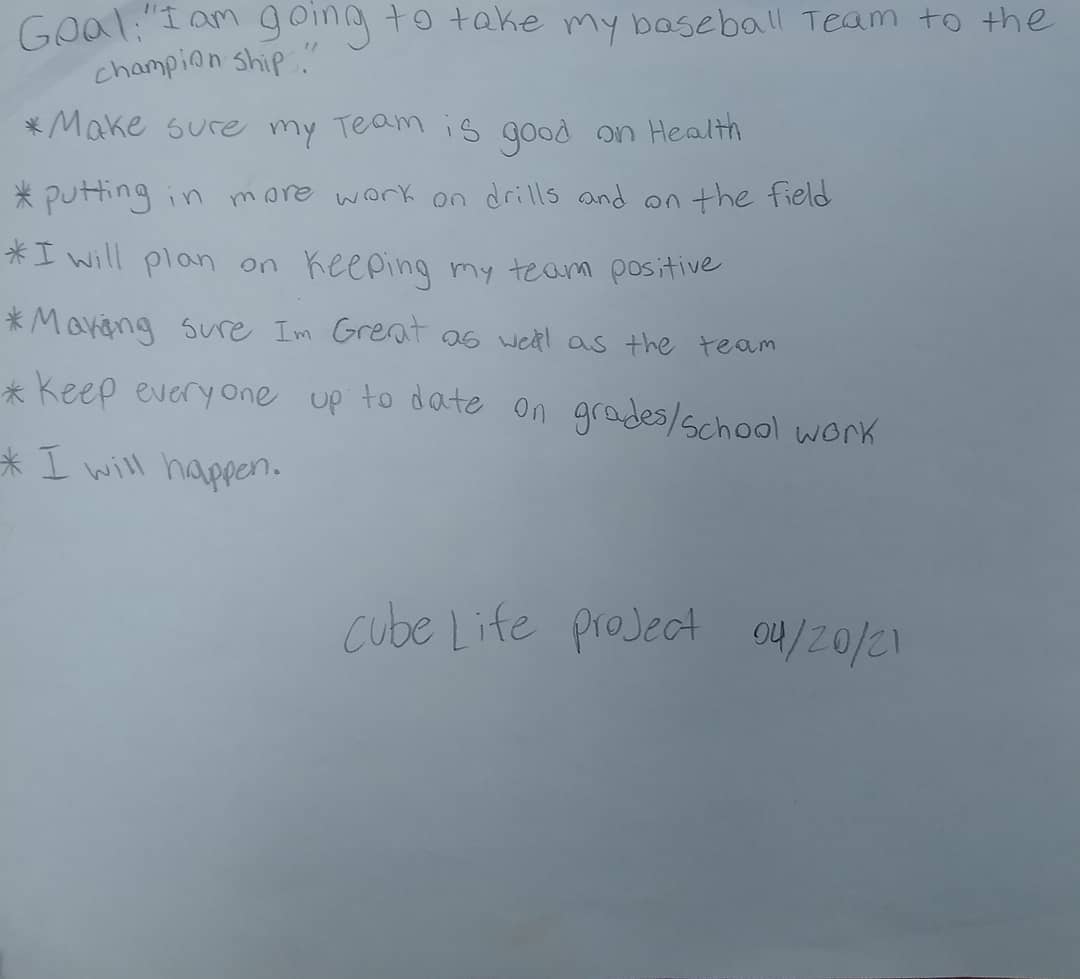 Goal: "I am going to take my baseball Team to the
champion ship."
* Make sure my Team is good on Health
* putting in more work on drills and on the field
* I will plan on keeping my team positive
* Making sure Im Great as well as the team
* Keep everyone up to date on grades/school work
* I will happen.
cube Life project 04/20/21